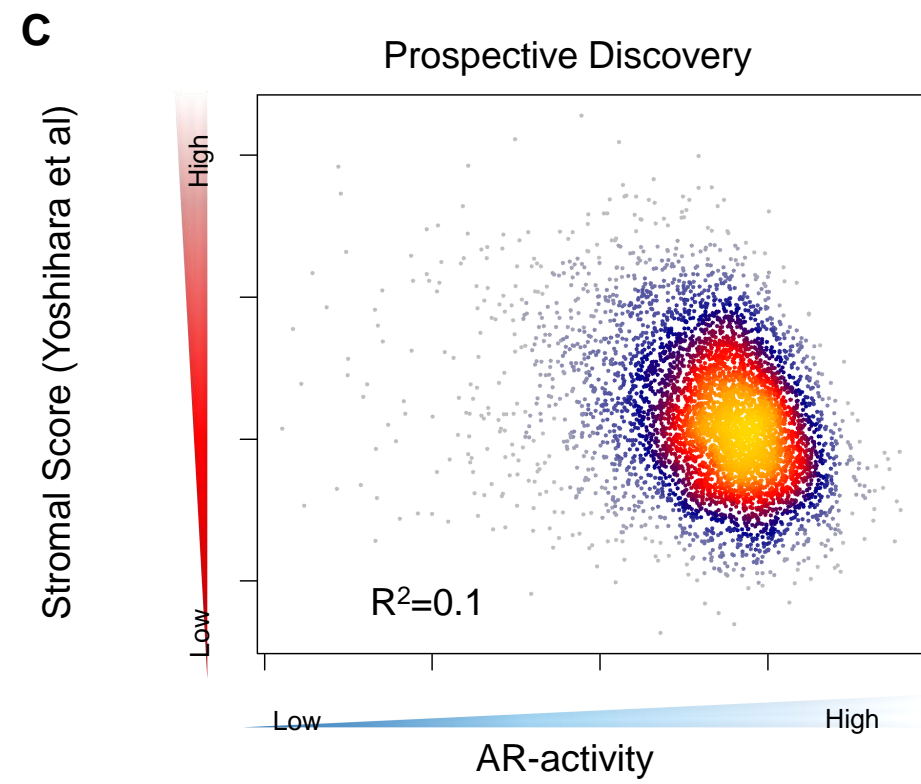 C
Prospective Discovery
Stromal Score (Yoshihara et al)
High
Low
R²=0.1
Low
High
AR-activity